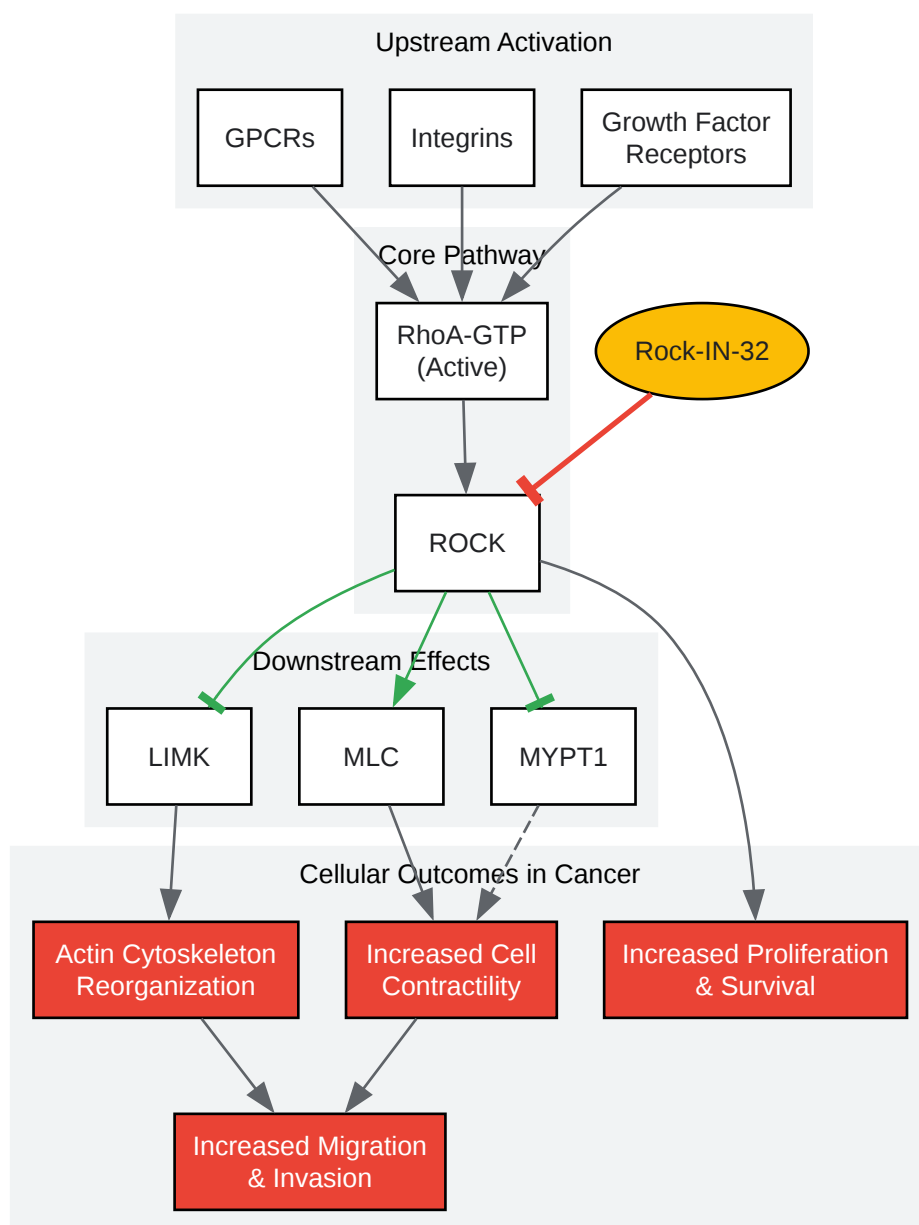 Upstream Activation
GPCRs
Integrins
Growth Factor
Receptors
Core Pathway
RhoA-GTP
(Active)
Rock-IN-32
ROCK
Downstream Effects
LIMK
MLC
MYPT1
Cellular Outcomes in Cancer
Actin Cytoskeleton
Reorganization
Increased Cell
Contractility
Increased Proliferation
& Survival
Increased Migration
& Invasion